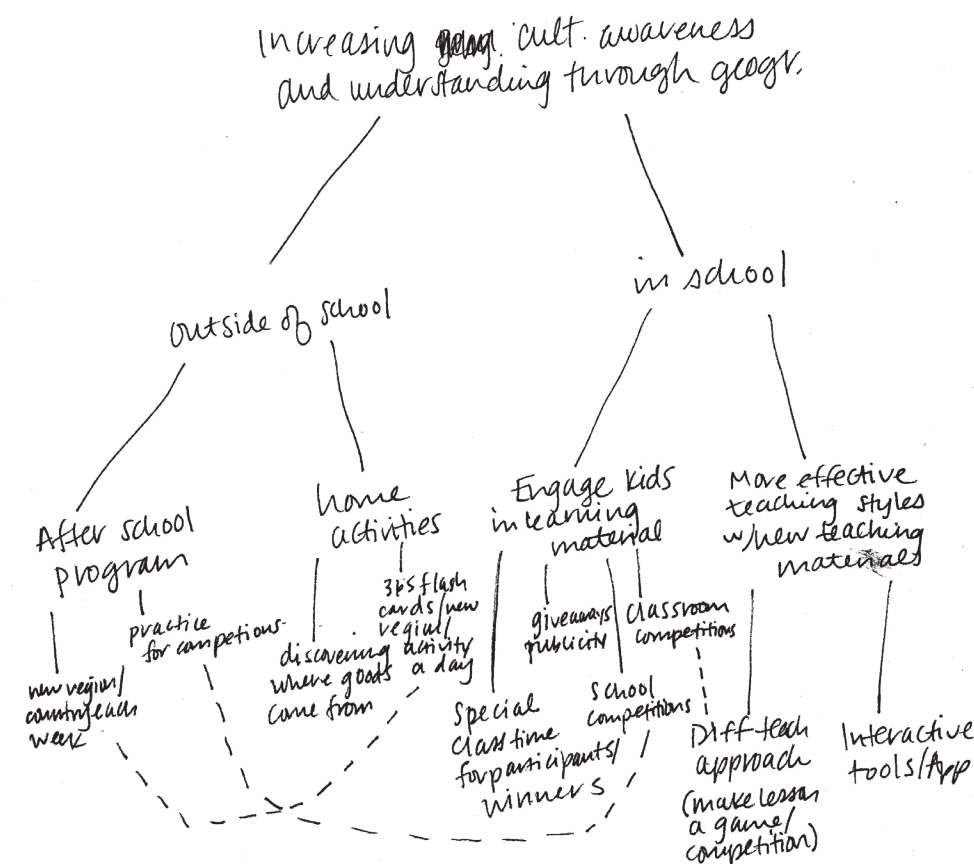 Increasing cult. awareness
and understanding through geogr.
outside of school
in school
After school
program
home
activities
Engage kids
in learning
material
More effective
teaching styles
w/new teaching
materials
new region/
country each
week
practice
for competions
discovering
where goods
come from
365 flash
cards/new
region/
activity
a day
Special
class time
for participants/
winners
giveaways
publicity
School
competitions
classroom
competitions
Diff teach
approach
(make lesson
a game/
competition)
Interactive
tools/App